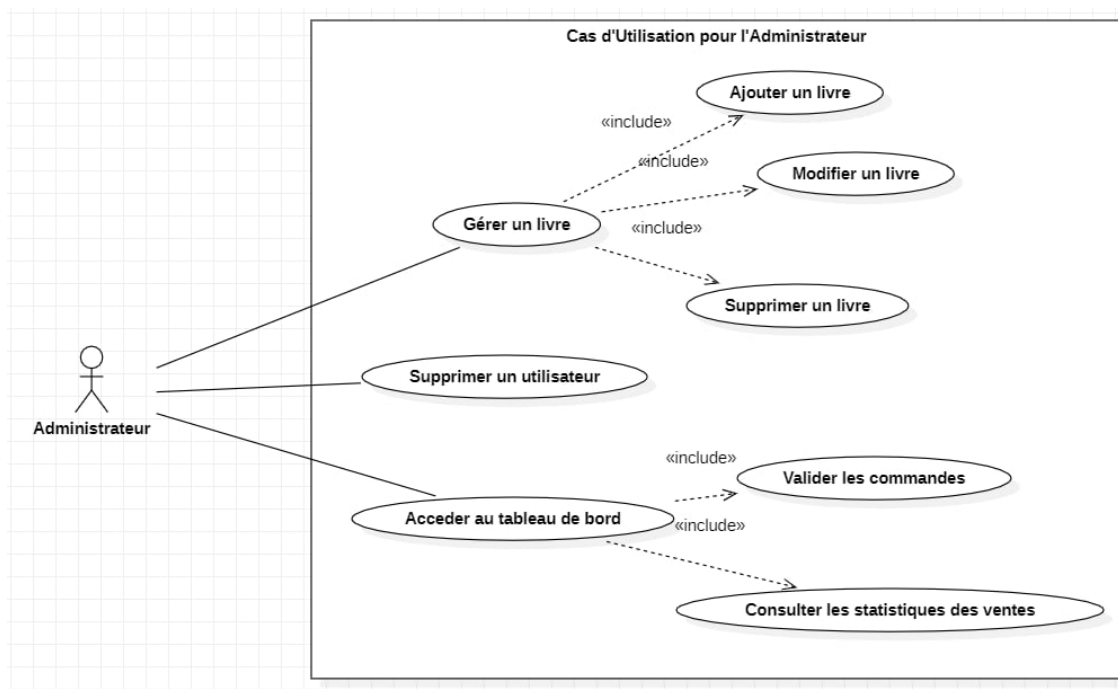 Cas d'Utilisation pour l'Administrateur
Ajouter un livre
«include»
«include»
Modifier un livre
Gérer un livre
«include»
Supprimer un livre
Supprimer un utilisateur
Administrateur
«include»
Valider les commandes
Acceder au tableau de bord
«include»
Consulter les statistiques des ventes